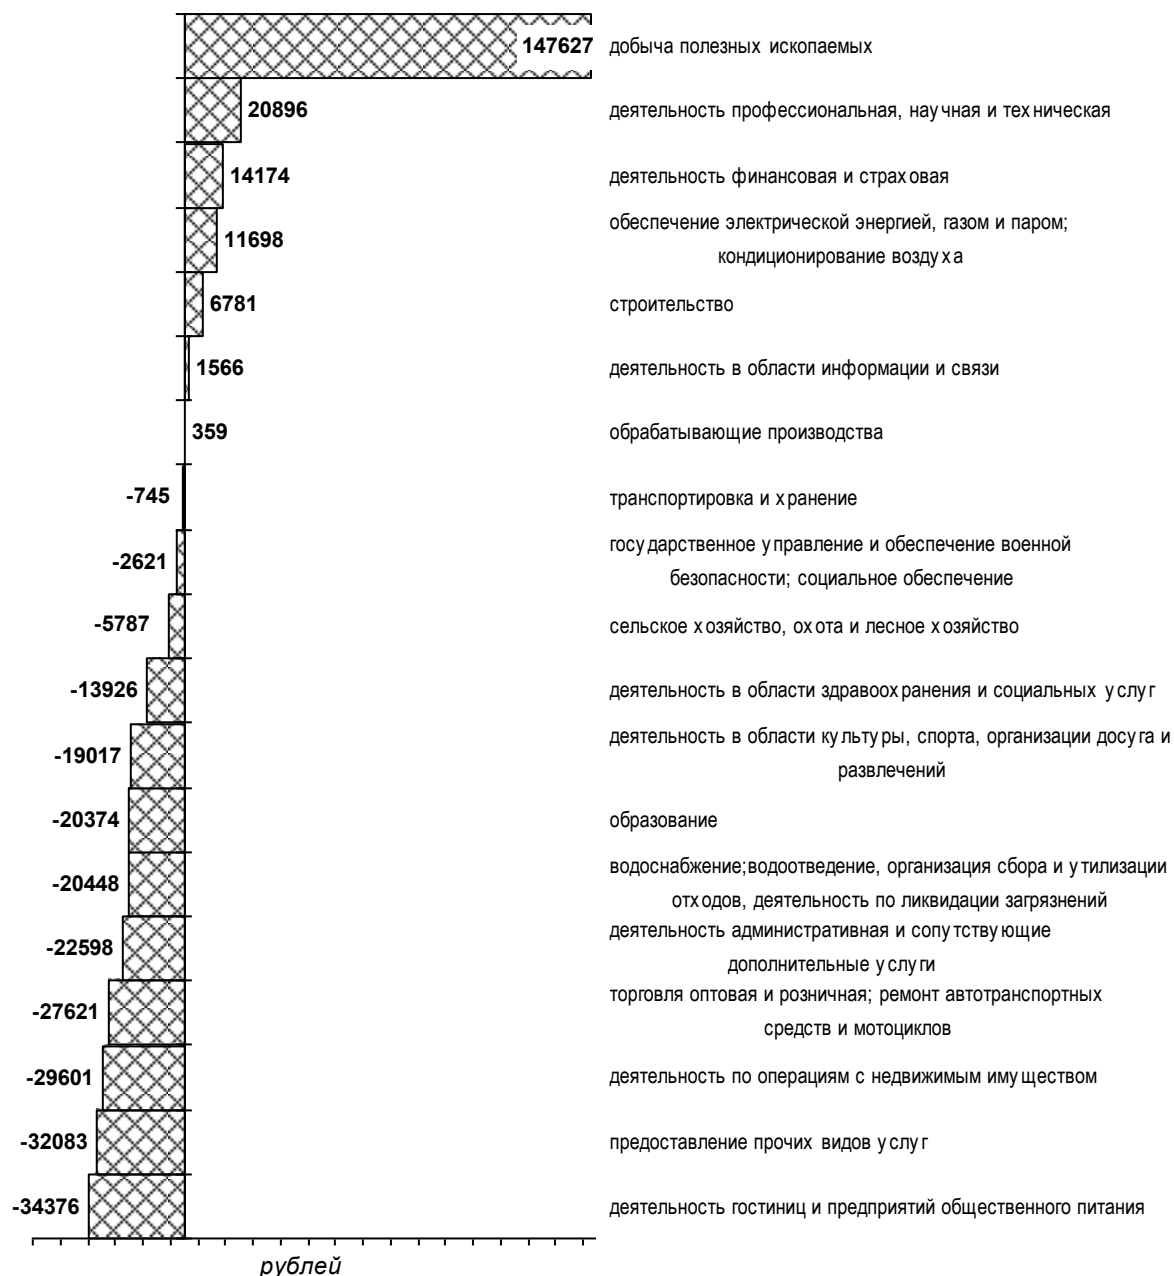 147627 добыча полезных ископаемых
20896 деятельность профессиональная, научная и техническая
14174 деятельность финансовая и страховая
обеспечение электрической энергией, газом и паром;
11698 кондиционирование воздуха
6781 строительство
1566 деятельность в области информации и связи
359 обрабатывающие производства
-745 транспортировка и хранение
государственное управление и обеспечение военной
-2621 безопасности; социальное обеспечение
-5787 сельское хозяйство, охота и лесное хозяйство
-13926 деятельность в области здравоохранения и социальных услуг
деятельность в области культуры, спорта, организации досуга и
-19017 развлечений
-20374 образование
водоснабжение;водоотведение, организация сбора и утилизации
-20448 отходов, деятельность по ликвидации загрязнений
деятельность административная и сопутствующие
-22598 дополнительные услуги
торговля оптовая и розничная; ремонт автотранспортных
-27621 средств и мотоциклов
-29601 деятельность по операциям с недвижимым имуществом
-32083 предоставление прочих видов услуг
-34376 деятельность гостиниц и предприятий общественного питания
рублей